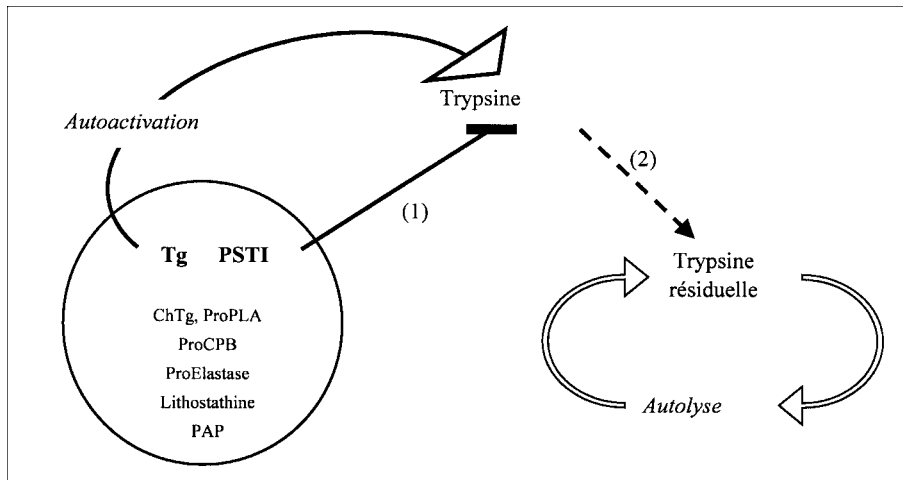 Trypsine
Autoactivation
(1)
(2)
Tg PSTI
ChTg, ProPLA
ProCPB
ProElastase
Lithostathine
PAP
Trypsine
résiduelle
Autolyse